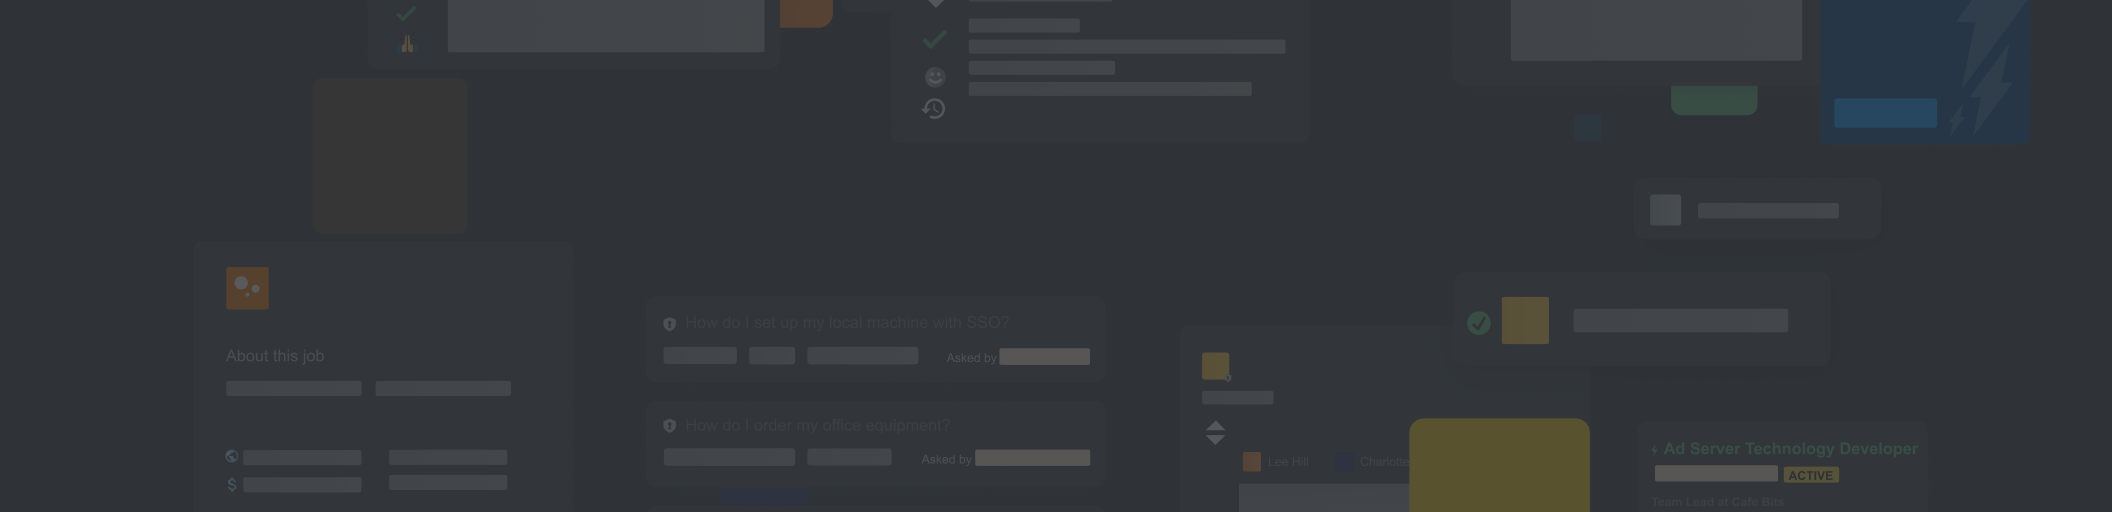 How do I set up my local machine with SSO?
About this job
Asked by
How do I order my office equipment?
Asked by
Lee Hill
Charlotte
$
Ad Server Technology Developer
ACTIVE
Team Lead at Cafe Bits